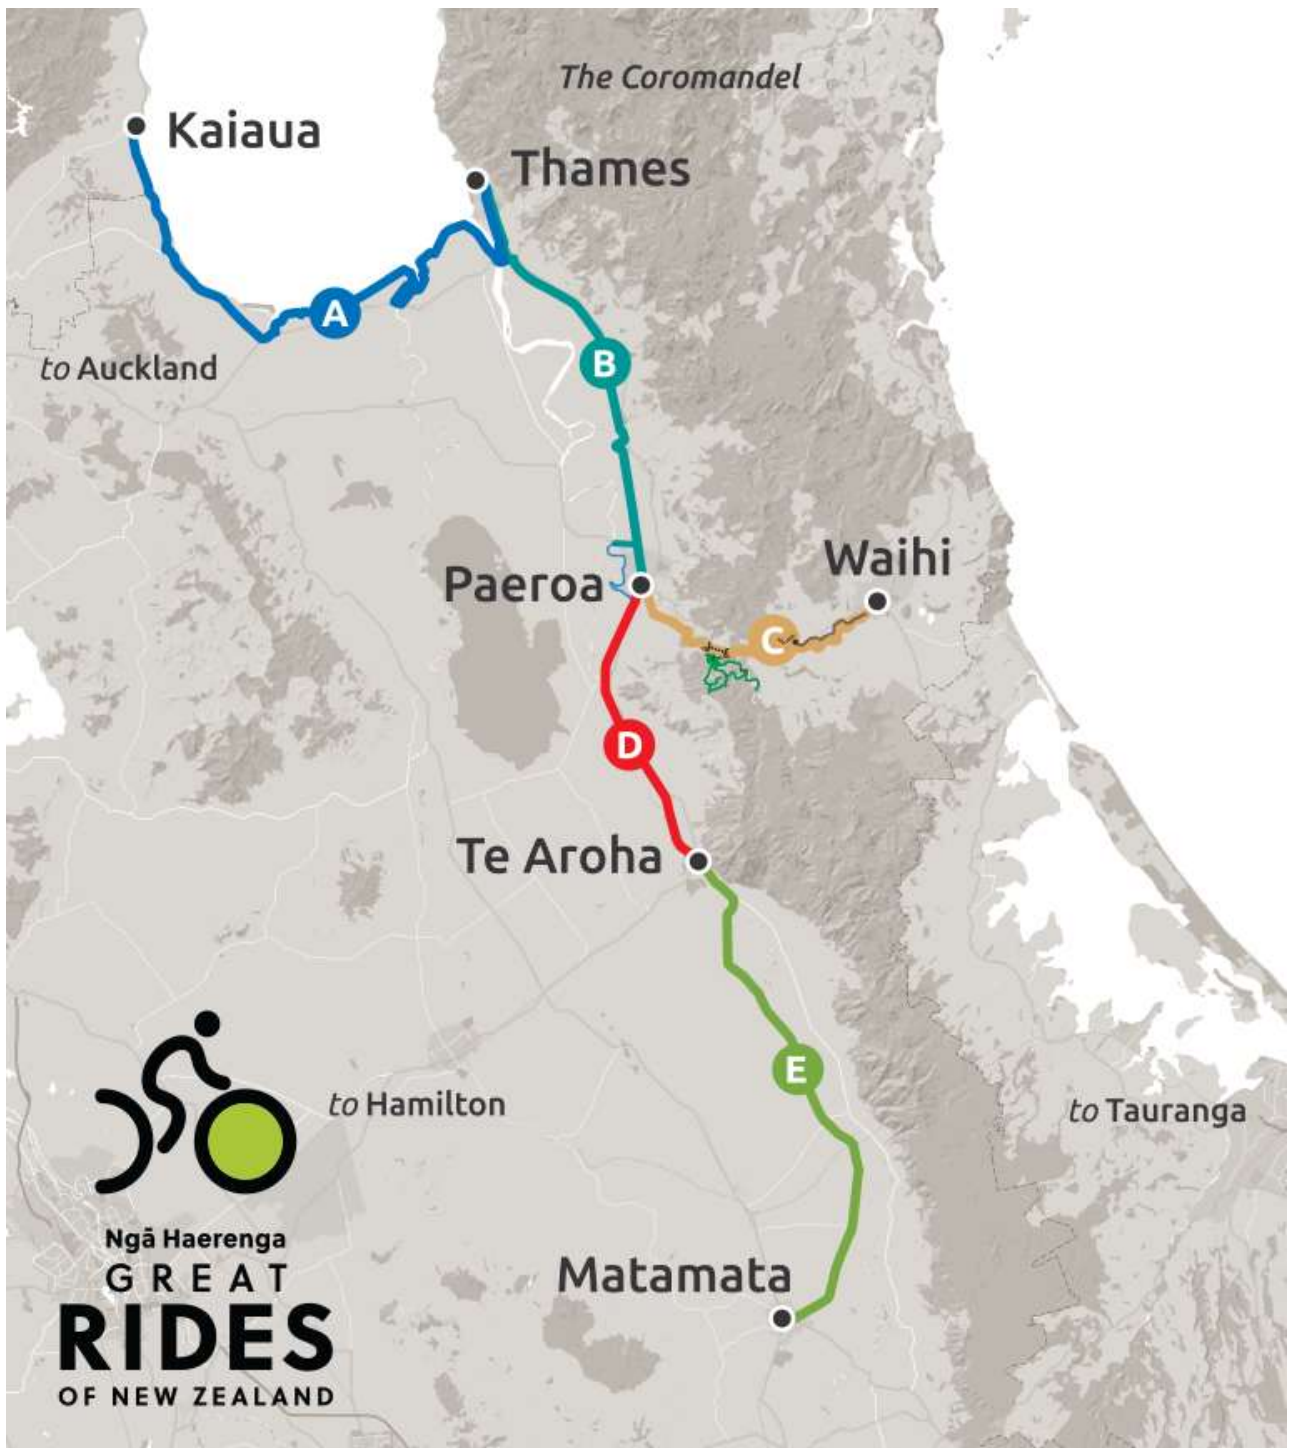 The Coromandel
Kaiaua
Thames
A
to Auckland
B
Waihi
Paeroa
C
D
Te Aroha
E
to Hamilton
to Tauranga
Ngā Haerenga
GREAT
RIDES
OF NEW ZEALAND
Matamata